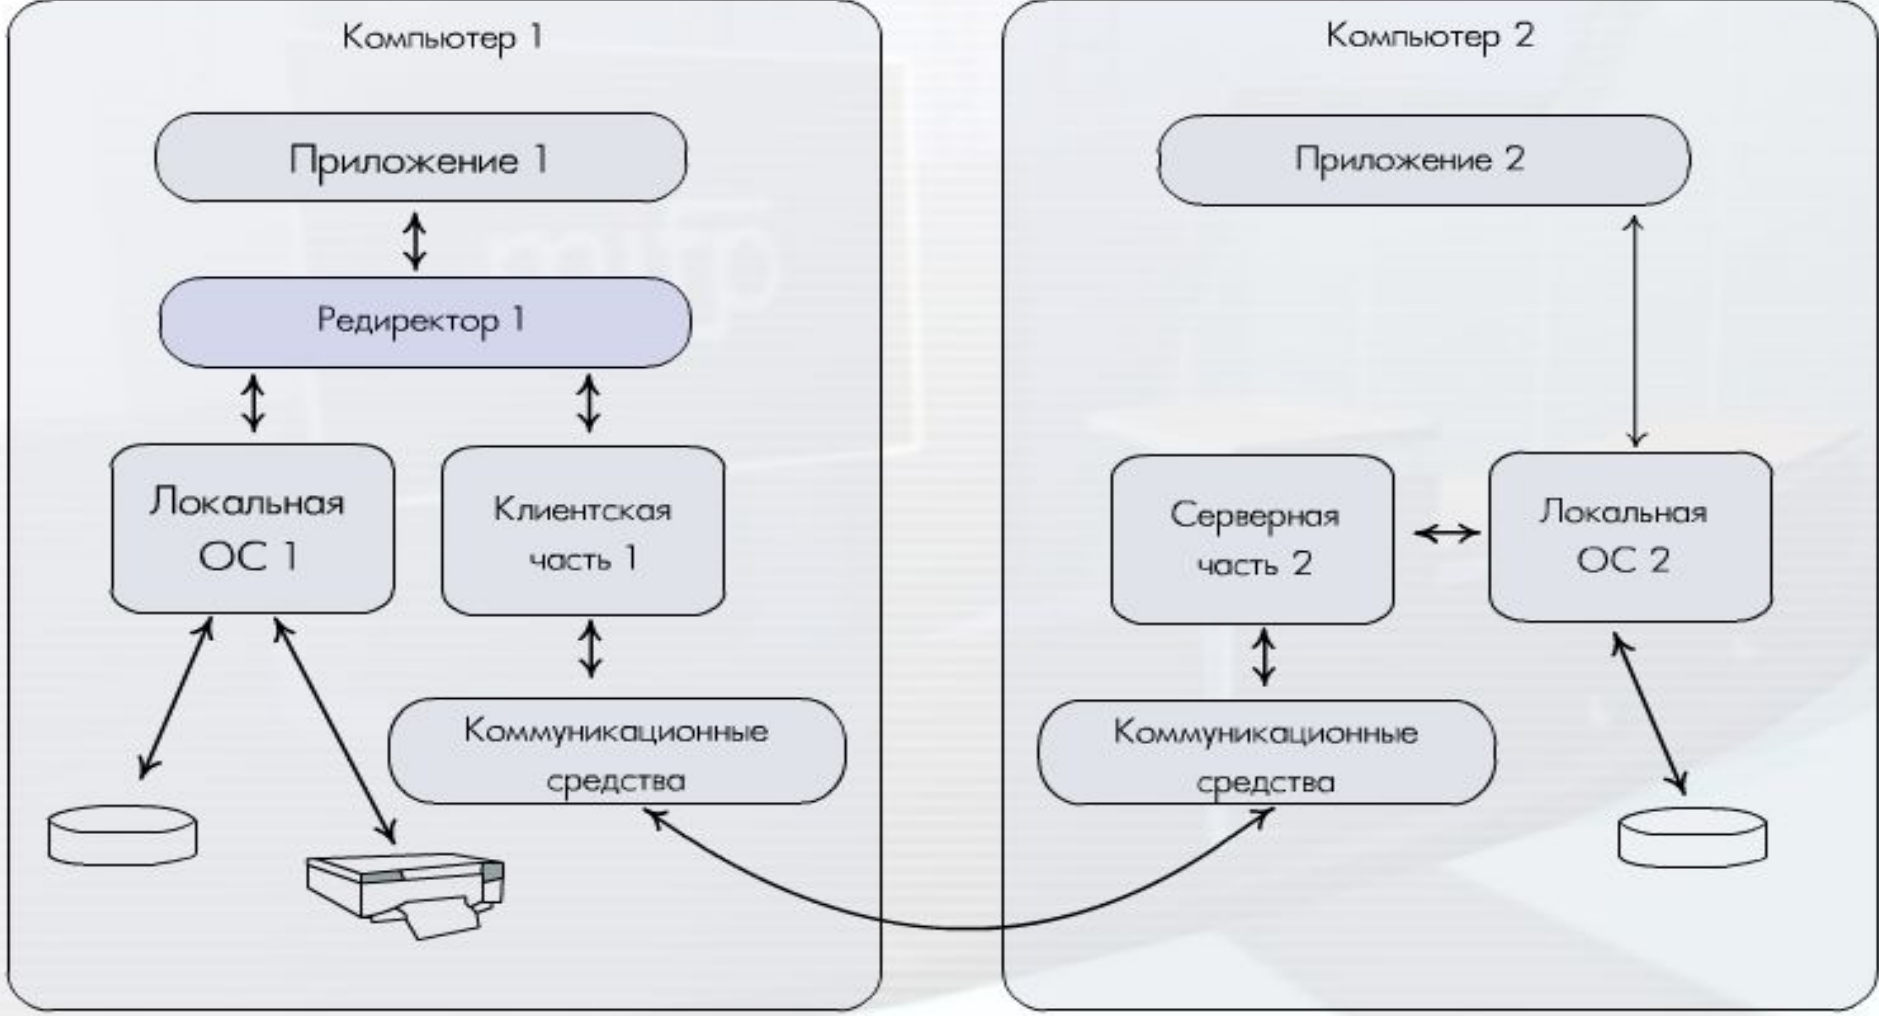 Компьютер 1
Приложение 1
Редиректор 1
Локальная
ОС 1
Клиентская
часть 1
Коммуникационные
средства
Компьютер 2
Приложение 2
Серверная
часть 2
Локальная
ОС 2
Коммуникационные
средства